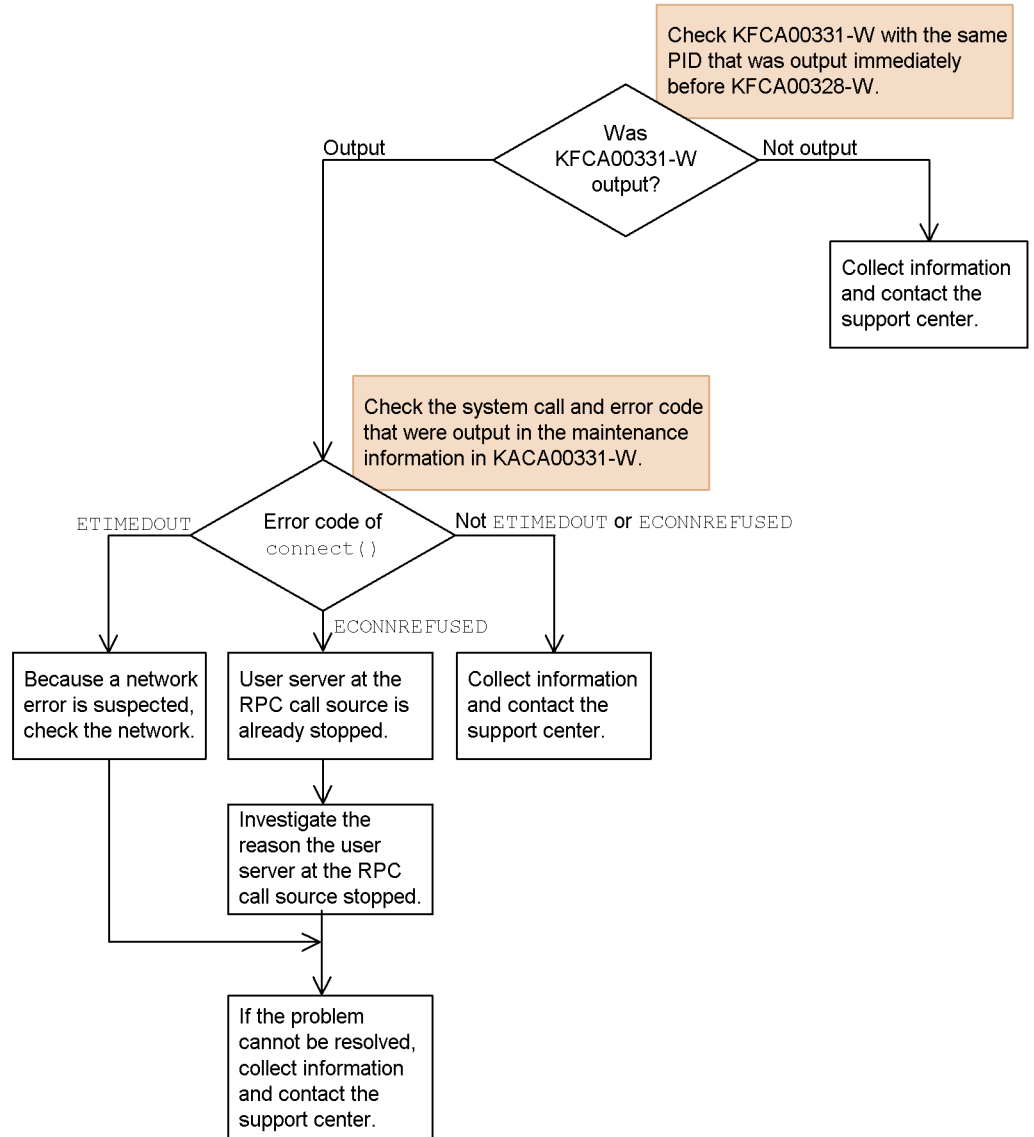 Check KFCA00331-W with the same
PID that was output immediately
before KFCA00328-W.
Was
KFCA00331-W
output?
Output
Not output
Collect information
and contact the
support center.
Check the system call and error code
that were output in the maintenance
information in KACA00331-W.
Error code of
connect()
ETIMEDOUT
Not ETIMEDOUT or ECONNREFUSED
ECONNREFUSED
Because a network
error is suspected,
check the network.
User server at the
RPC call source is
already stopped.
Collect information
and contact the
support center.
Investigate the
reason the user
server at the RPC
call source stopped.
If the problem
cannot be resolved,
collect information
and contact the
support center.